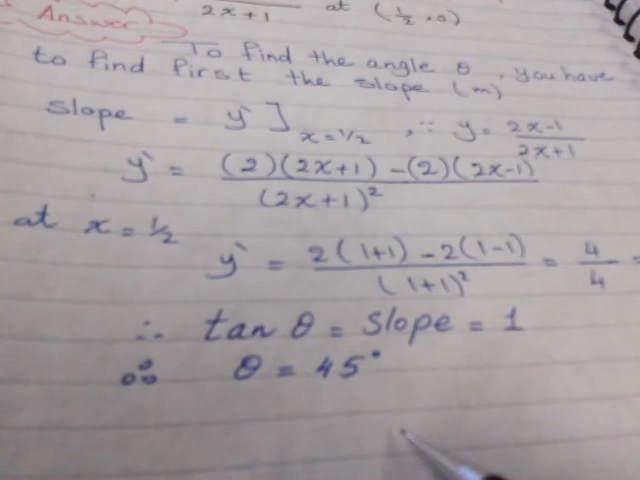 2x+1 at (1/2, 0)
Answer
To find the angle θ, you have
to find first the slope (m)
Slope = y` ] x=1/2 , ∵ y = 2x-1 / 2x+1
y` = (2)(2x+1) - (2)(2x-1) / (2x+1)²
at x = 1/2
y` = 2(1+1) - 2(1-1) / (1+1)² = 4/4 =
∴ tan θ = Slope = 1
∴ θ = 45°